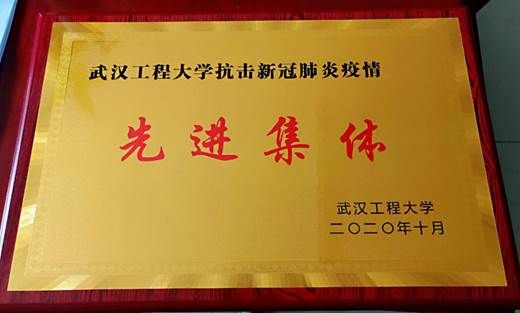 武汉工程大学抗击新冠肺炎疫情
先进集体
武汉工程大学
二〇二〇年十月